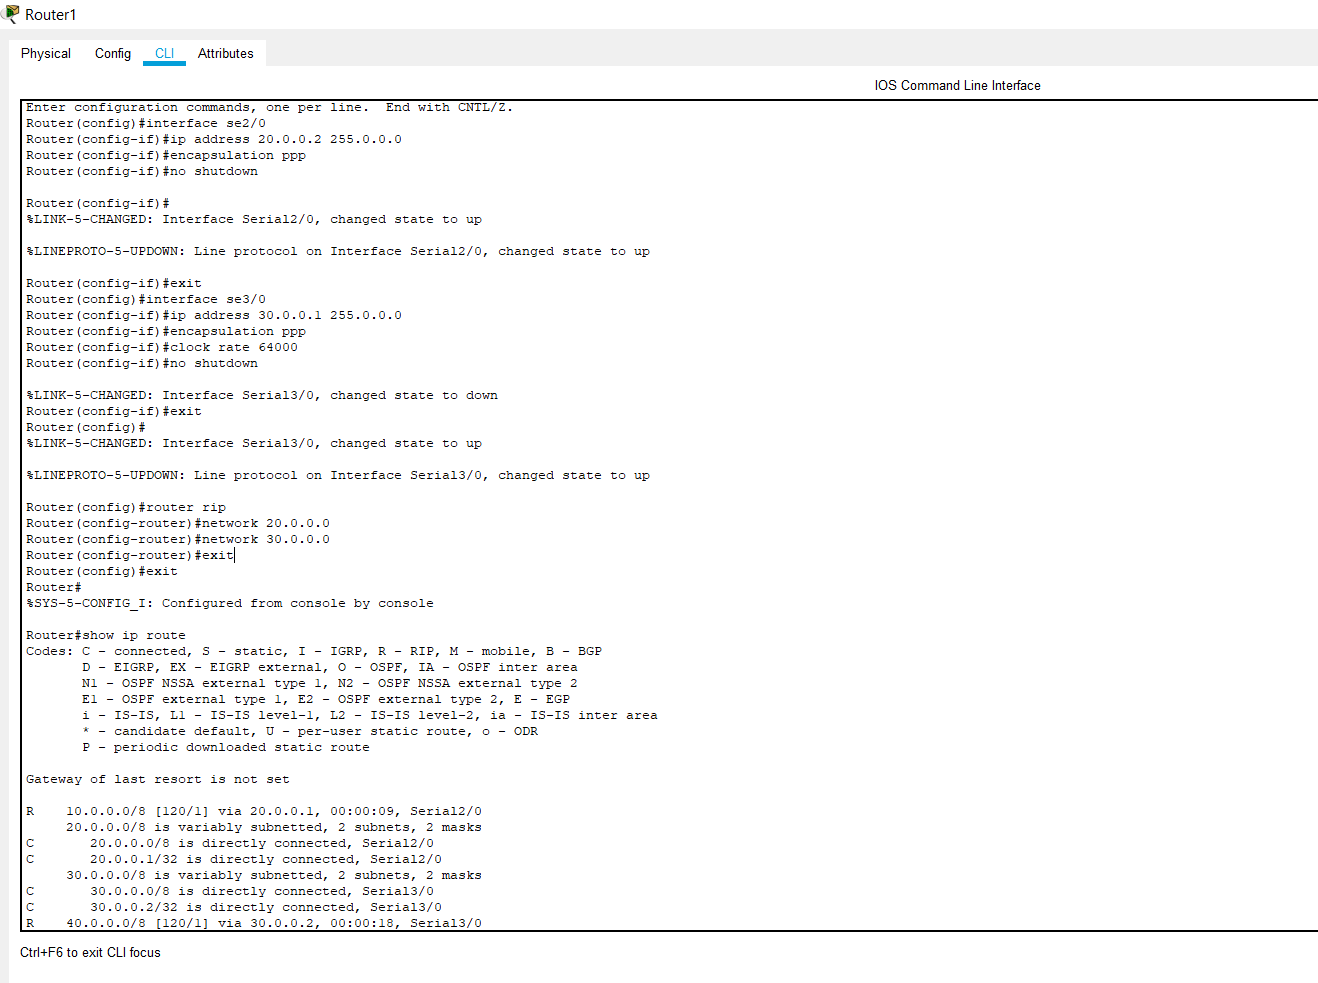 Router1
Physical Config CLI Attributes
IOS Command Line Interface
Enter configuration commands, one per line.  End with CNTL/Z.
Router(config)#interface se2/0
Router(config-if)#ip address 20.0.0.2 255.0.0.0
Router(config-if)#encapsulation ppp
Router(config-if)#no shutdown
Router(config-if)#
%LINK-5-CHANGED: Interface Serial2/0, changed state to up
%LINEPROTO-5-UPDOWN: Line protocol on Interface Serial2/0, changed state to up
Router(config-if)#exit
Router(config)#interface se3/0
Router(config-if)#ip address 30.0.0.1 255.0.0.0
Router(config-if)#encapsulation ppp
Router(config-if)#clock rate 64000
Router(config-if)#no shutdown
%LINK-5-CHANGED: Interface Serial3/0, changed state to down
Router(config-if)#exit
Router(config)#
%LINK-5-CHANGED: Interface Serial3/0, changed state to up
%LINEPROTO-5-UPDOWN: Line protocol on Interface Serial3/0, changed state to up
Router(config)#router rip
Router(config-router)#network 20.0.0.0
Router(config-router)#network 30.0.0.0
Router(config-router)#exit
Router(config)#exit
Router#
%SYS-5-CONFIG_I: Configured from console by console
Router#show ip route
Codes: C - connected, S - static, I - IGRP, R - RIP, M - mobile, B - BGP
D - EIGRP, EX - EIGRP external, O - OSPF, IA - OSPF inter area
N1 - OSPF NSSA external type 1, N2 - OSPF NSSA external type 2
E1 - OSPF external type 1, E2 - OSPF external type 2, E - EGP
i - IS-IS, L1 - IS-IS level-1, L2 - IS-IS level-2, ia - IS-IS inter area
* - candidate default, U - per-user static route, o - ODR
P - periodic downloaded static route
Gateway of last resort is not set
R    10.0.0.0/8 [120/1] via 20.0.0.1, 00:00:09, Serial2/0
20.0.0.0/8 is variably subnetted, 2 subnets, 2 masks
C       20.0.0.0/8 is directly connected, Serial2/0
C       20.0.0.1/32 is directly connected, Serial2/0
30.0.0.0/8 is variably subnetted, 2 subnets, 2 masks
C       30.0.0.0/8 is directly connected, Serial3/0
C       30.0.0.2/32 is directly connected, Serial3/0
R    40.0.0.0/8 [120/1] via 30.0.0.2, 00:00:18, Serial3/0
Ctrl+F6 to exit CLI focus